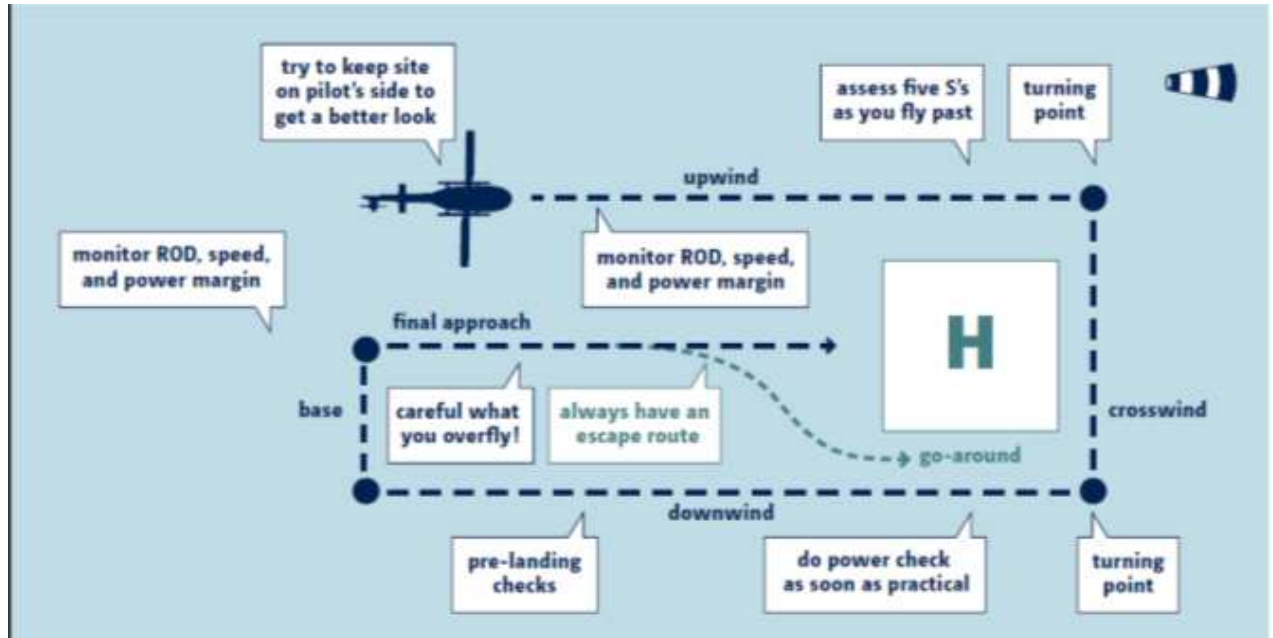 try to keep site
on pilot's side to
get a better look
assess five S's
as you fly past
turning
point
upwind
monitor ROD, speed,
and power margin
monitor ROD, speed,
and power margin
final approach
H
base
careful what
you overfly!
always have an
escape route
crosswind
go-around
downwind
pre-landing
checks
do power check
as soon as practical
turning
point